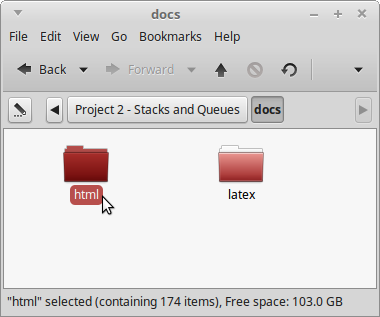 docs
File Edit View Go Bookmarks Help
Back Forward
Project 2 - Stacks and Queues docs
html latex
"html" selected (containing 174 items), Free space: 103.0 GB